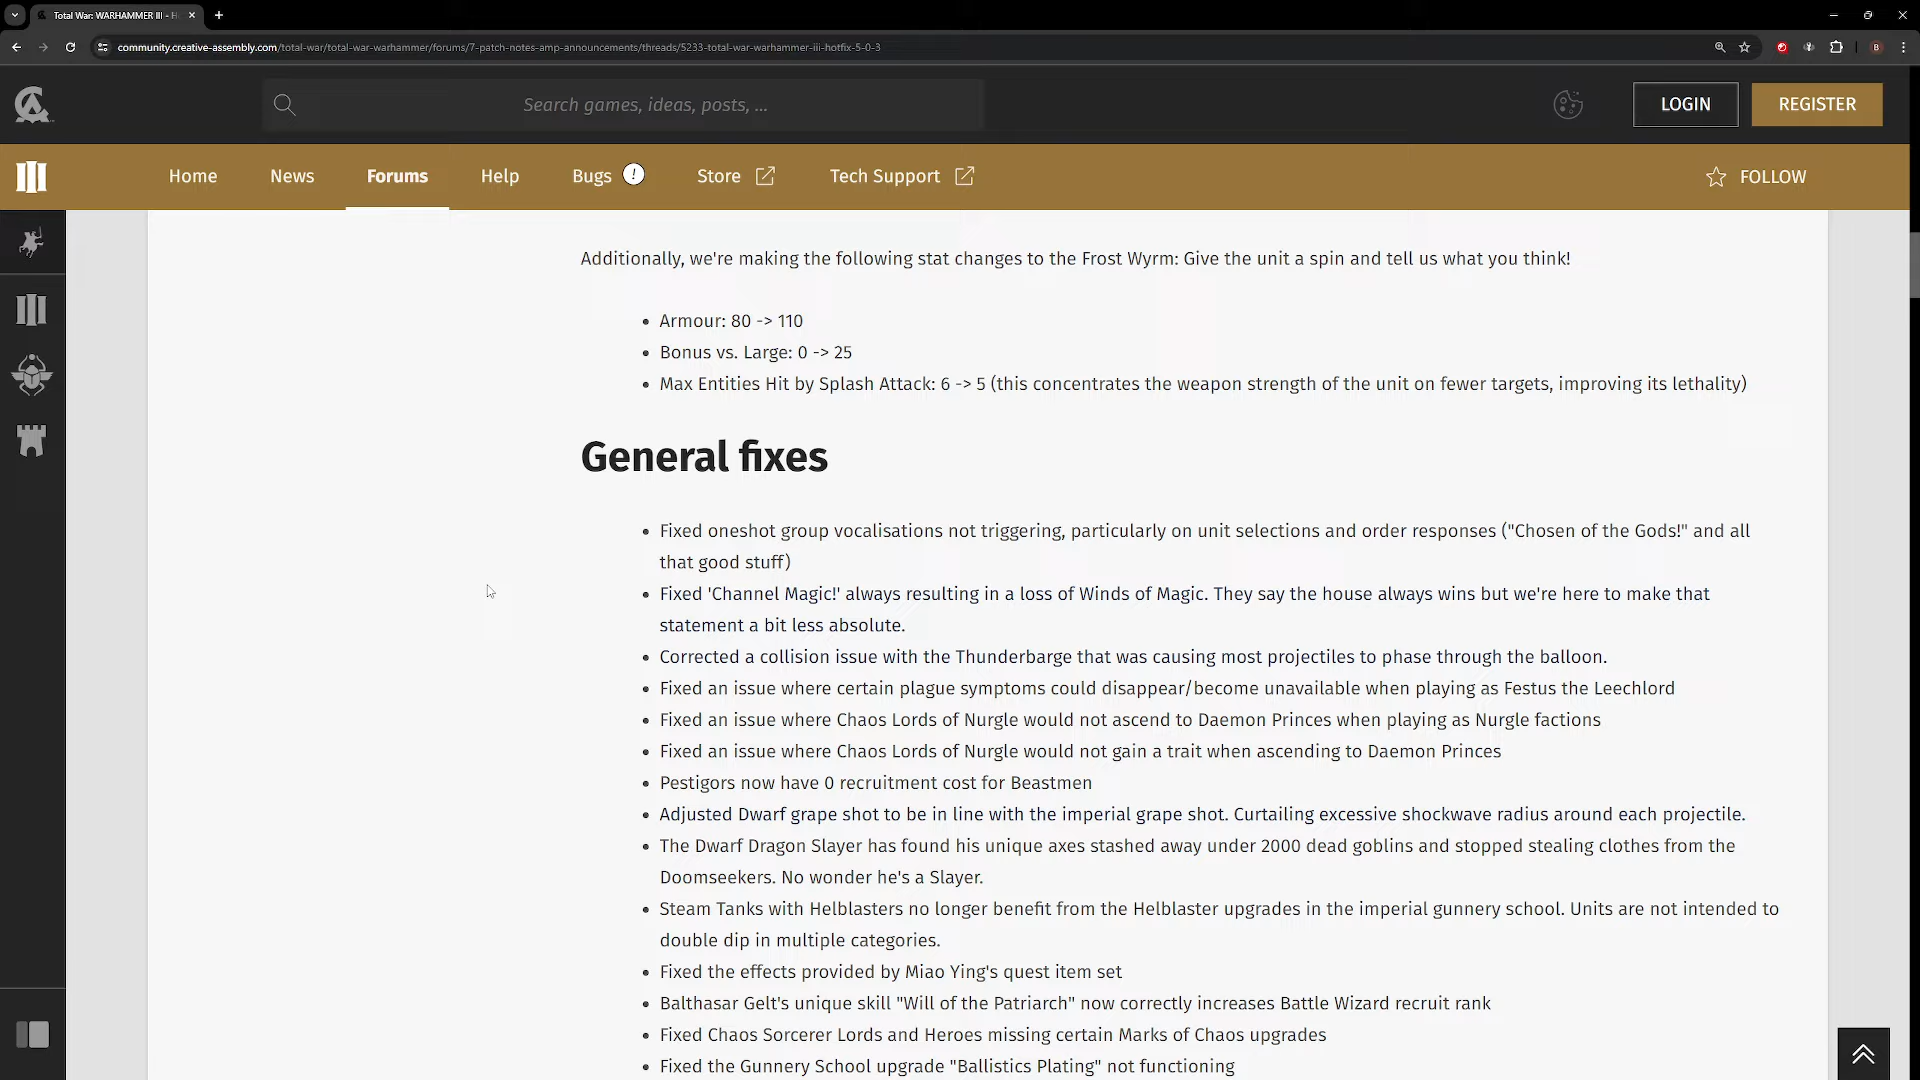 Total War: WARHAMMER III - H
community.creative-assembly.com/total-war/total-war-warhammer/forums/7-patch-notes-amp-announcements/threads/5233-total-war-warhammer-iii-hotfix-5-0-3
B
Search games, ideas, posts, ...
LOGIN
REGISTER
Home
News
Forums
Help
Bugs !
Store
Tech Support
FOLLOW
Additionally, we're making the following stat changes to the Frost Wyrm: Give the unit a spin and tell us what you think!
• Armour: 80 -> 110
• Bonus vs. Large: 0 -> 25
• Max Entities Hit by Splash Attack: 6 -> 5 (this concentrates the weapon strength of the unit on fewer targets, improving its lethality)
General fixes
• Fixed oneshot group vocalisations not triggering, particularly on unit selections and order responses ("Chosen of the Gods!" and all
that good stuff)
• Fixed 'Channel Magic!' always resulting in a loss of Winds of Magic. They say the house always wins but we're here to make that
statement a bit less absolute.
• Corrected a collision issue with the Thunderbarge that was causing most projectiles to phase through the balloon.
• Fixed an issue where certain plague symptoms could disappear/become unavailable when playing as Festus the Leechlord
• Fixed an issue where Chaos Lords of Nurgle would not ascend to Daemon Princes when playing as Nurgle factions
• Fixed an issue where Chaos Lords of Nurgle would not gain a trait when ascending to Daemon Princes
• Pestigors now have 0 recruitment cost for Beastmen
• Adjusted Dwarf grape shot to be in line with the imperial grape shot. Curtailing excessive shockwave radius around each projectile.
• The Dwarf Dragon Slayer has found his unique axes stashed away under 2000 dead goblins and stopped stealing clothes from the
Doomseekers. No wonder he's a Slayer.
• Steam Tanks with Helblasters no longer benefit from the Helblaster upgrades in the imperial gunnery school. Units are not intended to
double dip in multiple categories.
• Fixed the effects provided by Miao Ying's quest item set
• Balthasar Gelt's unique skill "Will of the Patriarch" now correctly increases Battle Wizard recruit rank
• Fixed Chaos Sorcerer Lords and Heroes missing certain Marks of Chaos upgrades
• Fixed the Gunnery School upgrade "Ballistics Plating" not functioning